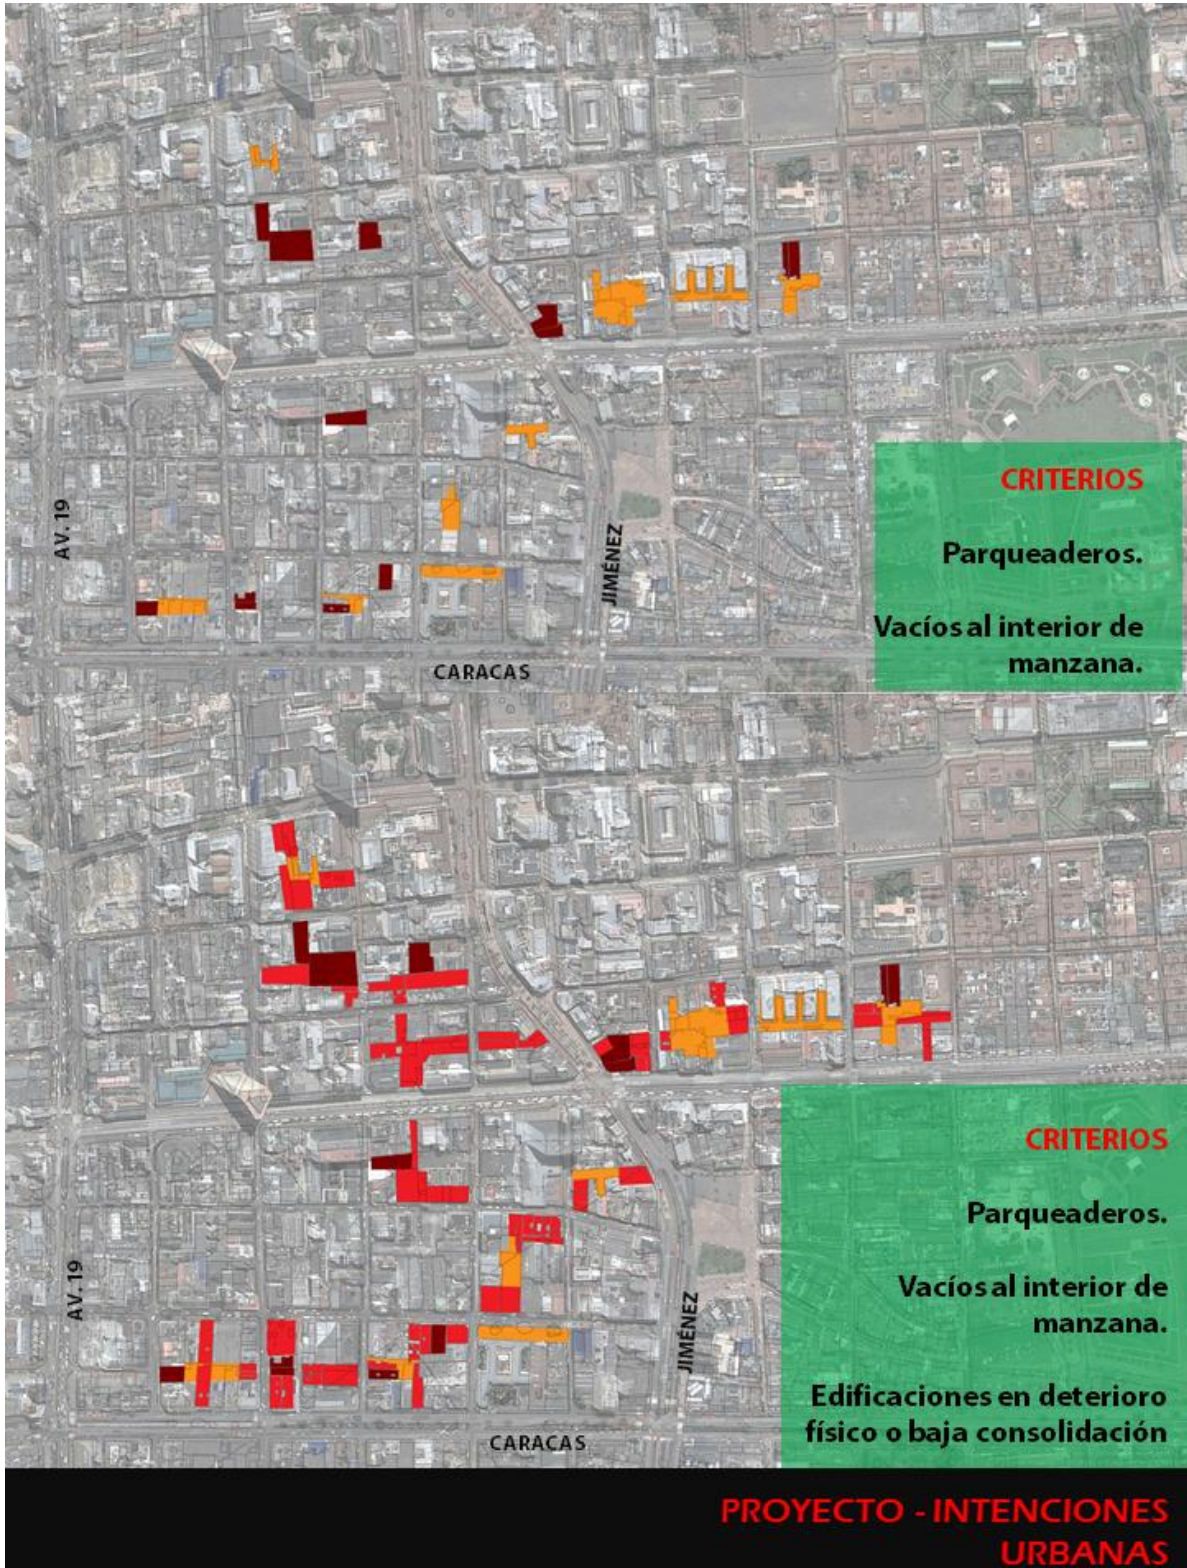 CRITERIOS
Parqueaderos.
AV. 19
Vacíos al interior de
manzana.
JIMÉNEZ
CARACAS
CRITERIOS
Parqueaderos.
Vacíos al interior de
manzana.
AV. 19
JIMÉNEZ
Edificaciones en deterioro
físico o baja consolidación
CARACAS
PROYECTO - INTENCIONES
URBANAS